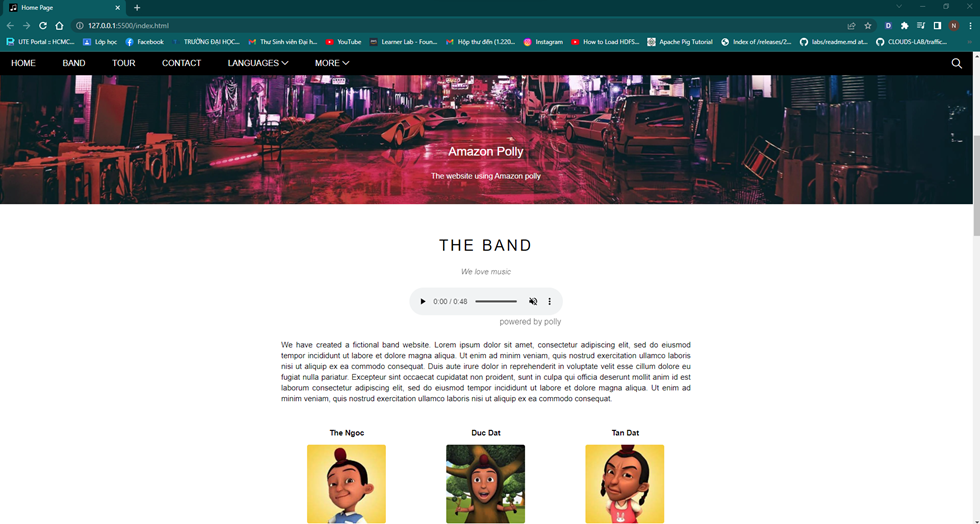 Home Page
127.0.0.1:5500/index.html
N
UTE Portal :: HCMC... Lớp học Facebook TRƯỜNG ĐẠI HỌC... Thư Sinh viên Đại h... YouTube Learner Lab - Foun... Hộp thư đến (1.220... Instagram How to Load HDFS... Apache Pig Tutorial Index of /releases/2... labs/readme.md at... CLOUDS-LAB/traffic...
HOME BAND TOUR CONTACT LANGUAGES MORE
Amazon Polly
The website using Amazon polly
THE BAND
We love music
0:00 / 0:48
powered by polly
We have created a fictional band website. Lorem ipsum dolor sit amet, consectetur adipiscing elit, sed do eiusmod
tempor incididunt ut labore et dolore magna aliqua. Ut enim ad minim veniam, quis nostrud exercitation ullamco laboris
nisi ut aliquip ex ea commodo consequat. Duis aute irure dolor in reprehenderit in voluptate velit esse cillum dolore eu
fugiat nulla pariatur. Excepteur sint occaecat cupidatat non proident, sunt in culpa qui officia deserunt mollit anim id est
laborum consectetur adipiscing elit, sed do eiusmod tempor incididunt ut labore et dolore magna aliqua. Ut enim ad
minim veniam, quis nostrud exercitation ullamco laboris nisi ut aliquip ex ea commodo consequat.
The Ngoc Duc Dat Tan Dat